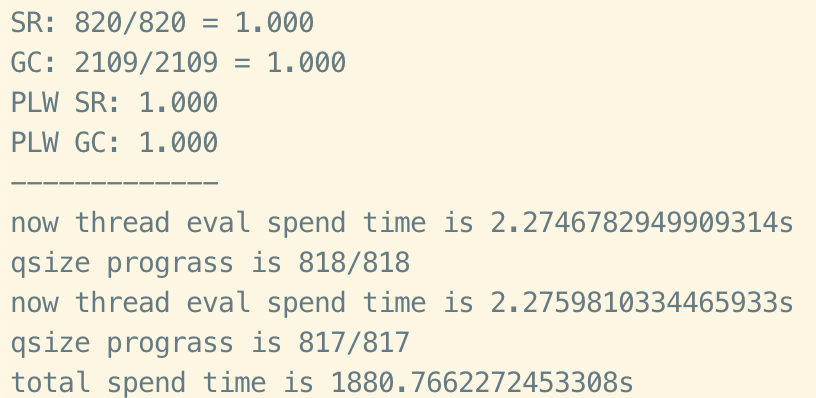 SR: 820/820 = 1.000
GC: 2109/2109 = 1.000
PLW SR: 1.000
PLW GC: 1.000
-------------
now thread eval spend time is 2.2746782949909314s
qsize prograss is 818/818
now thread eval spend time is 2.2759810334465933s
qsize prograss is 817/817
total spend time is 1880.7662272453308s